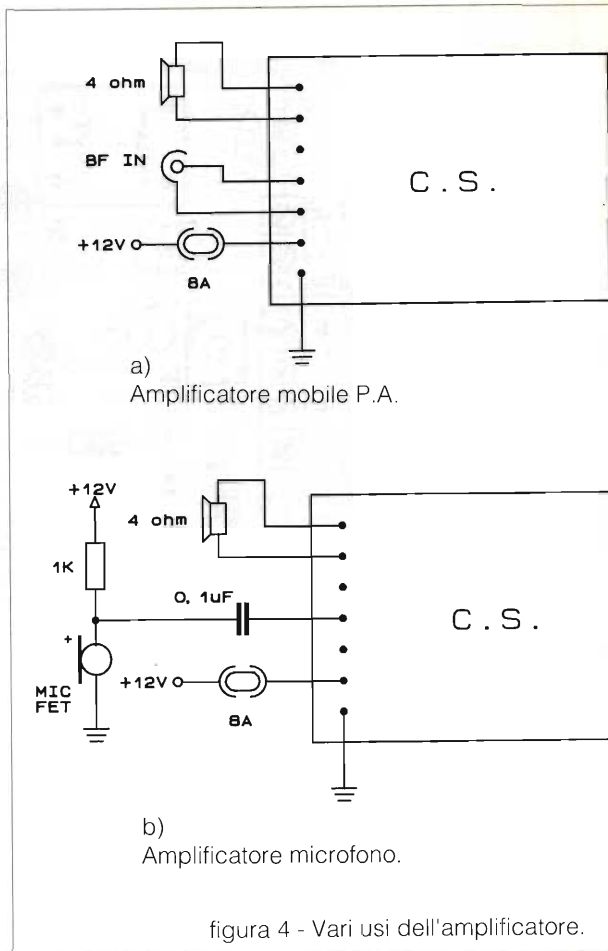 4 ohm
BF IN
+12V
8A
C.S.
a)
Amplificatore mobile P.A.
+12V
4 ohm
1K
0,1uF
+
MIC
FET
+12V
8A
C.S.
b)
Amplificatore microfono.
figura 4 - Vari usi dell'amplificatore.